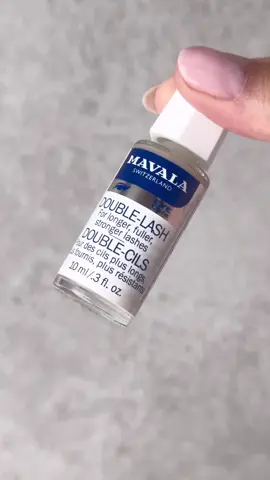 MAVALA
SWITZERLAND
DOUBLE-LASH
For longer, fuller,
stronger lashes
DOUBLE-CILS
des cils plus longs,
plus résistants
10 ml/.3 fl. oz.